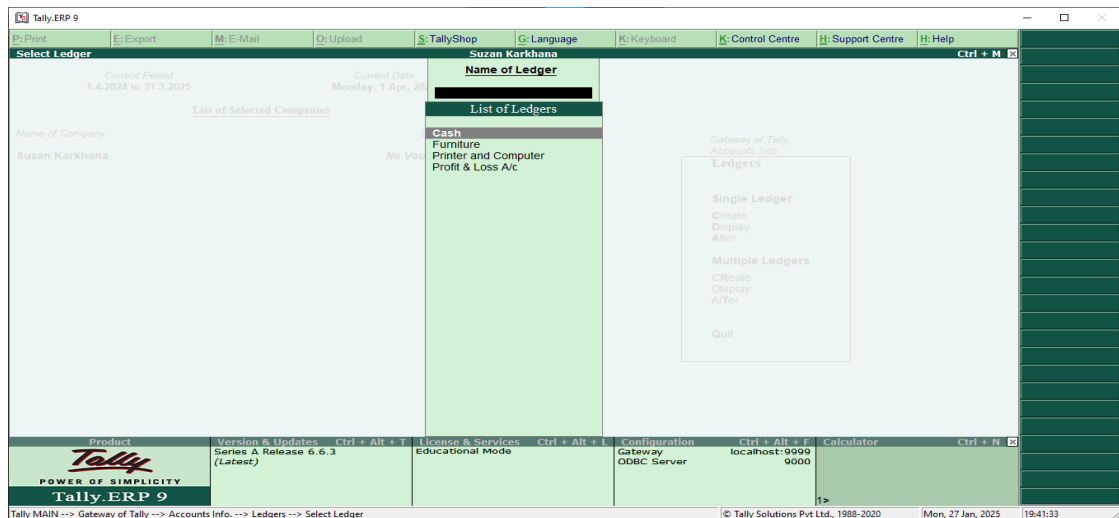 Tally.ERP 9
P: Print E: Export M: E-Mail O: Upload S: TallyShop G: Language K: Keyboard K: Control Centre H: Support Centre H: Help
Select Ledger Suzan Karkhana Ctrl + M
Current Period Current Date
1-4-2024 to 31-3-2025 Monday, 1 Apr, 20
List of Selected Companies
Name of Company
Suzan Karkhana No Vou
Name of Ledger
List of Ledgers
Cash
Furniture
Printer and Computer
Profit & Loss A/c
Gateway of Tally
Accounts Info.
Ledgers
Single Ledger
Create
Display
Alter
Multiple Ledgers
CReate
DIsplay
AlTer
Quit
Product
Tally
POWER OF SIMPLICITY
Tally.ERP 9
Version & Updates Ctrl + Alt + T
Series A Release 6.6.3
(Latest)
License & Services Ctrl + Alt + L
Educational Mode
Configuration Ctrl + Alt + F
Gateway localhost:9999
ODBC Server 9000
Calculator Ctrl + N
1>
Tally MAIN --> Gateway of Tally --> Accounts Info. --> Ledgers --> Select Ledger © Tally Solutions Pvt Ltd., 1988-2020 Mon, 27 Jan, 2025 19:41:33